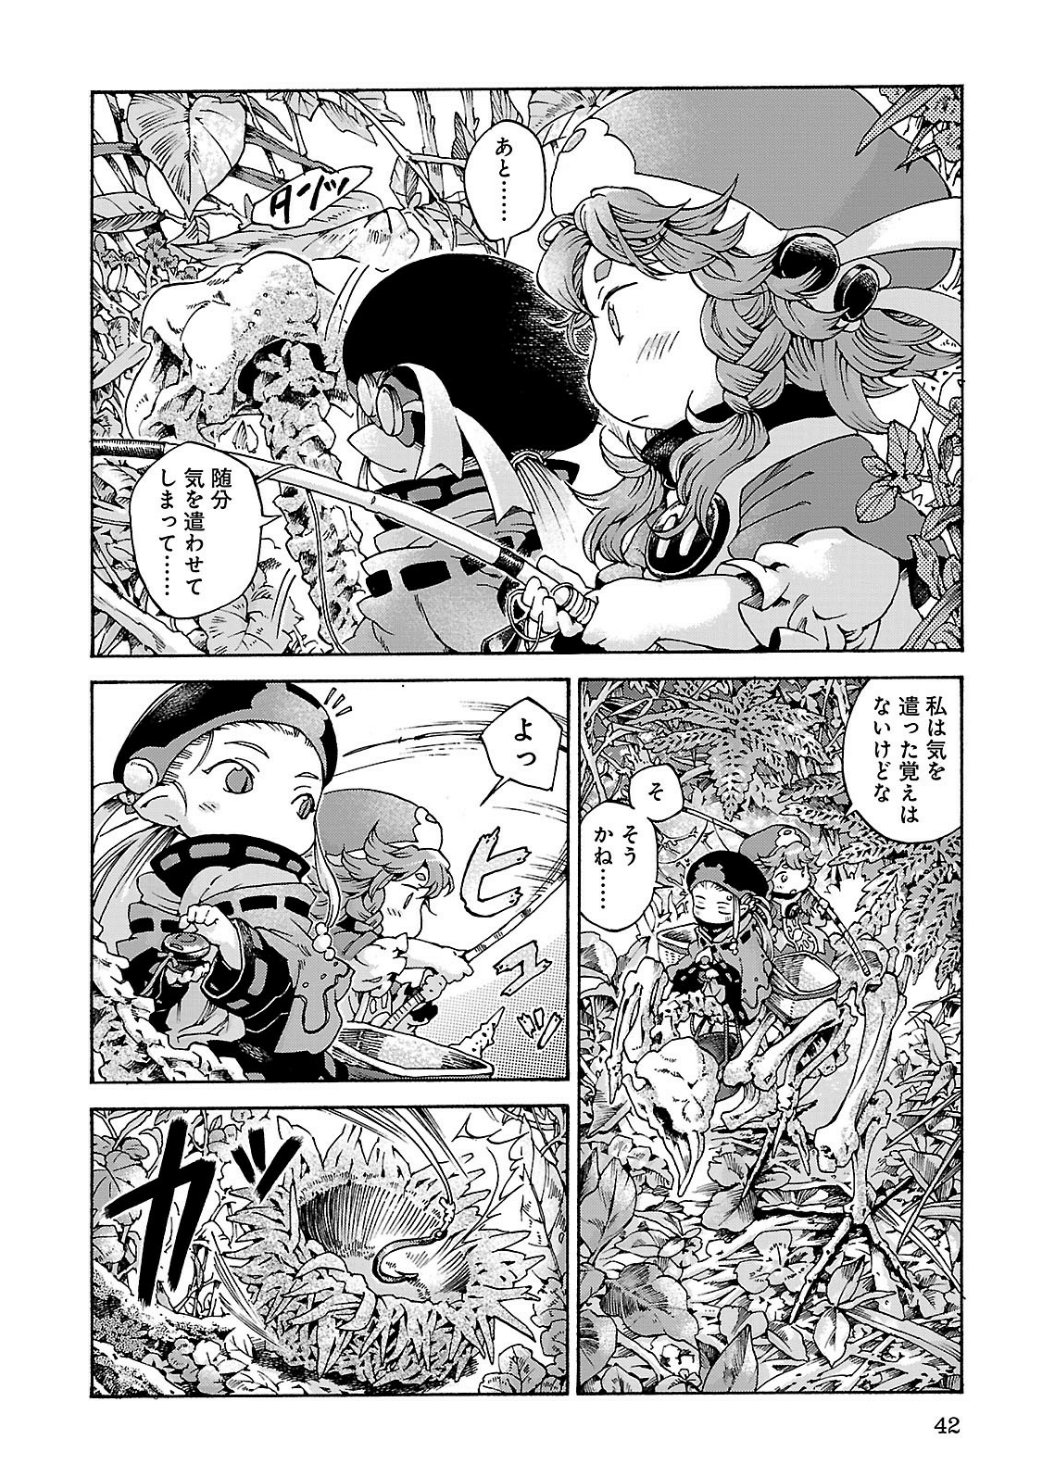 あと……
タンッ
随分
気を遣わせて
しまって……
私は気を
遣った覚えは
ないけどな
そ
そう
かね……
よっ
ヒュッ
カッ
42